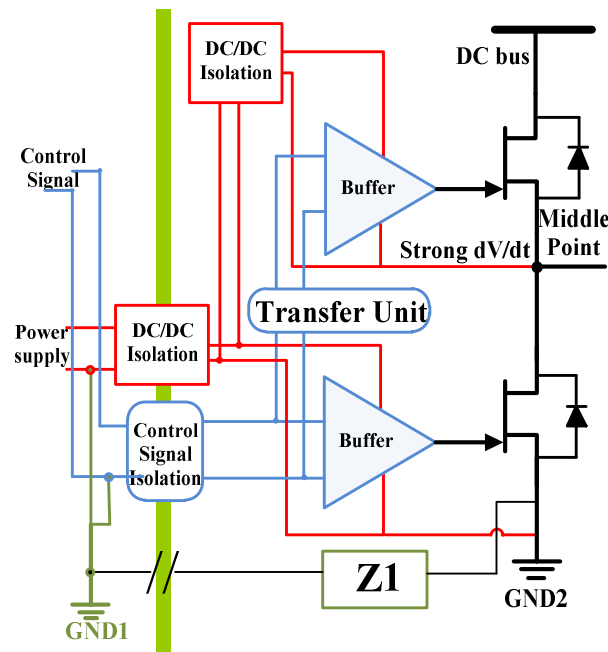 DC/DC
Isolation
DC bus
Control
Signal
Buffer
Middle
Point
Strong dV/dt
Transfer Unit
Power
supply
DC/DC
Isolation
Control
Signal
Isolation
Buffer
Z1
GND1
GND2